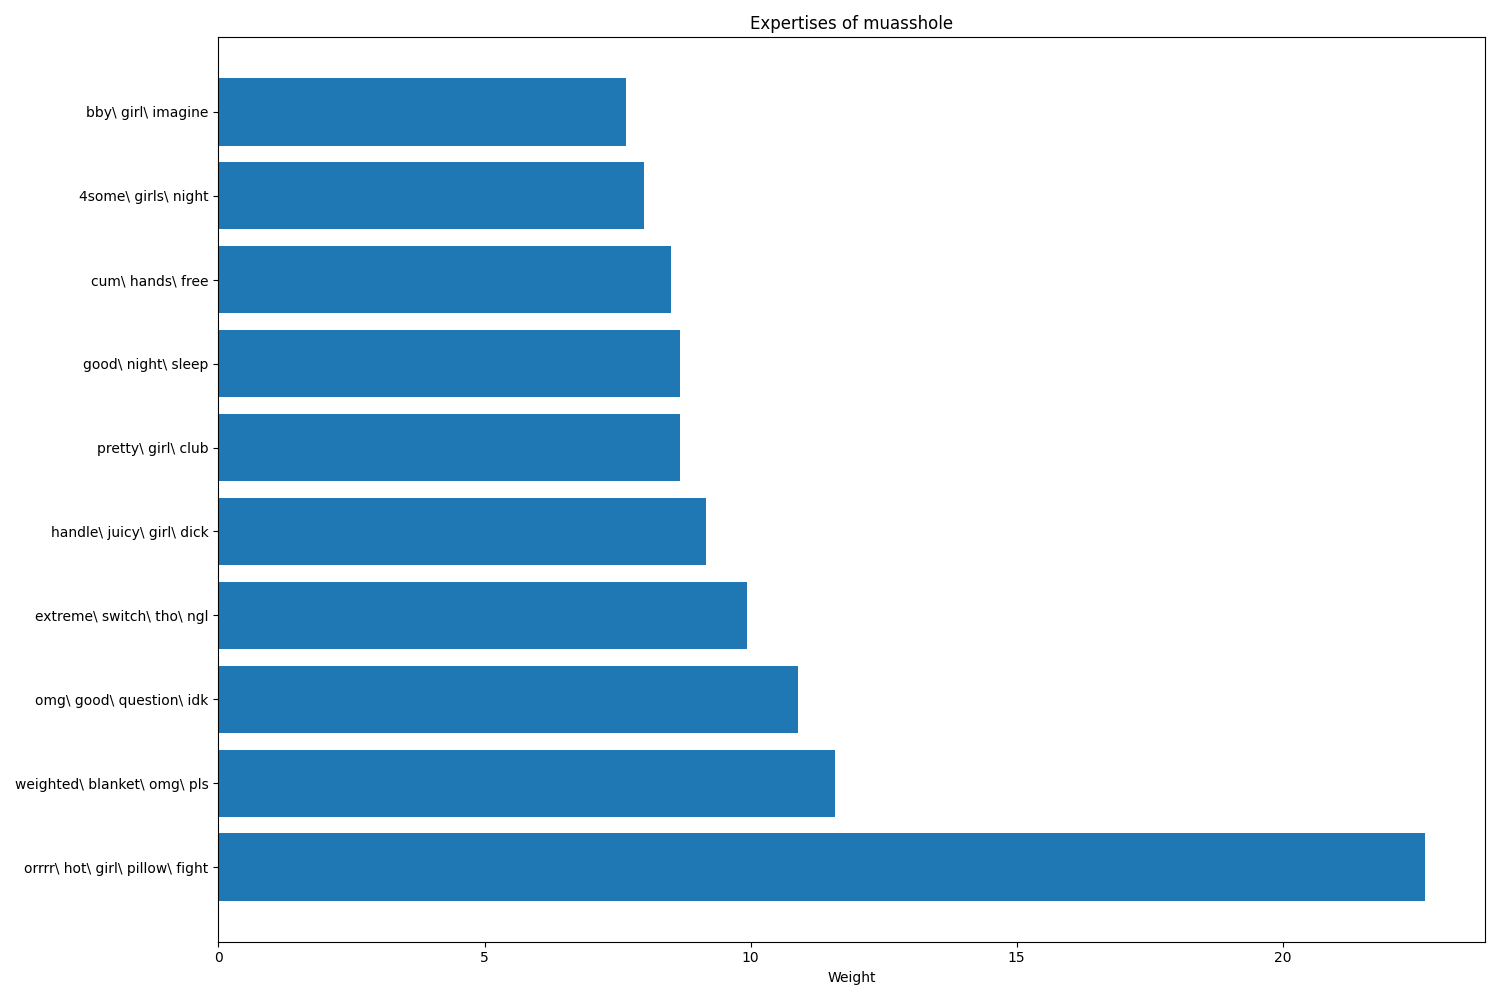 Expertises of muasshole
bby\ girl\ imagine
4some\ girls\ night
cum\ hands\ free
good\ night\ sleep
pretty\ girl\ club
handle\ juicy\ girl\ dick
extreme\ switch\ tho\ ngl
omg\ good\ question\ idk
weighted\ blanket\ omg\ pls
orrrr\ hot\ girl\ pillow\ fight
0 5 10 15 20
Weight